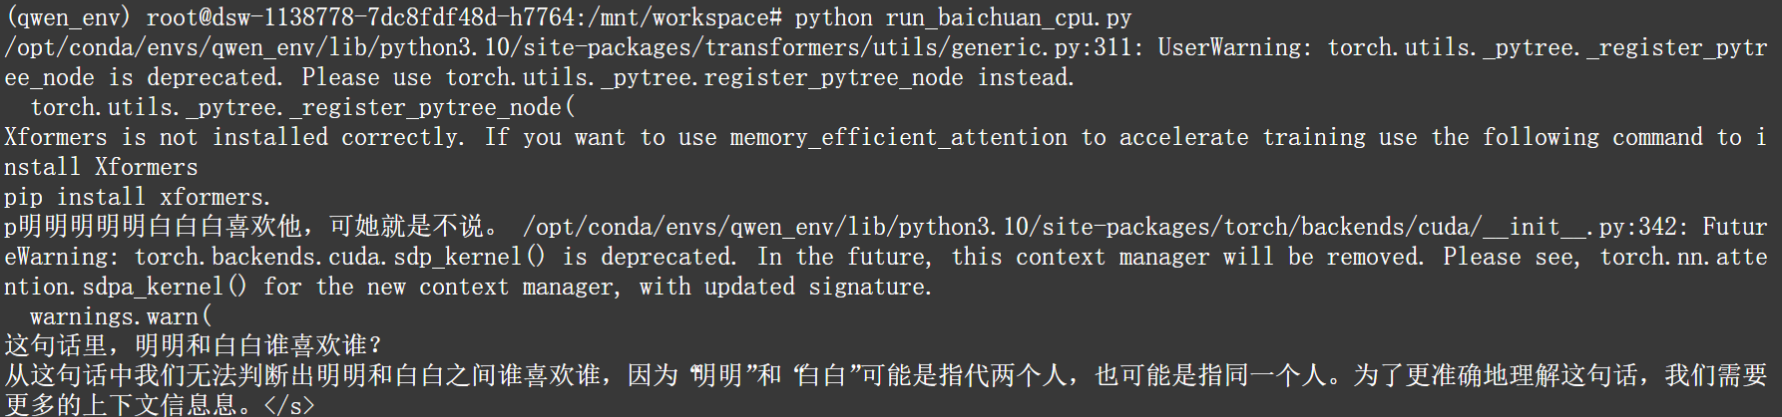 (qwen_env) root@dsw-1138778-7dc8fdf48d-h7764:/mnt/workspace# python run_baichuan_cpu.py
/opt/conda/envs/qwen_env/lib/python3.10/site-packages/transformers/utils/generic.py:311: UserWarning: torch.utils._pytree._register_pytr
ee_node is deprecated. Please use torch.utils._pytree.register_pytree_node instead.
  torch.utils._pytree._register_pytree_node(
Xformers is not installed correctly. If you want to use memory_efficient_attention to accelerate training use the following command to i
nstall Xformers
pip install xformers.
p明明明明明白白白喜欢他，可她就是不说。 /opt/conda/envs/qwen_env/lib/python3.10/site-packages/torch/backends/cuda/__init__.py:342: Futur
eWarning: torch.backends.cuda.sdp_kernel() is deprecated. In the future, this context manager will be removed. Please see, torch.nn.atte
ntion.sdpa_kernel() for the new context manager, with updated signature.
  warnings.warn(
这句话里，明明和白白谁喜欢谁？
从这句话中我们无法判断出明明和白白之间谁喜欢谁，因为“明明”和“白白”可能是指代两个人，也可能是指同一个人。为了更准确地理解这句话，我们需要
更多的上下文信息息。</s>